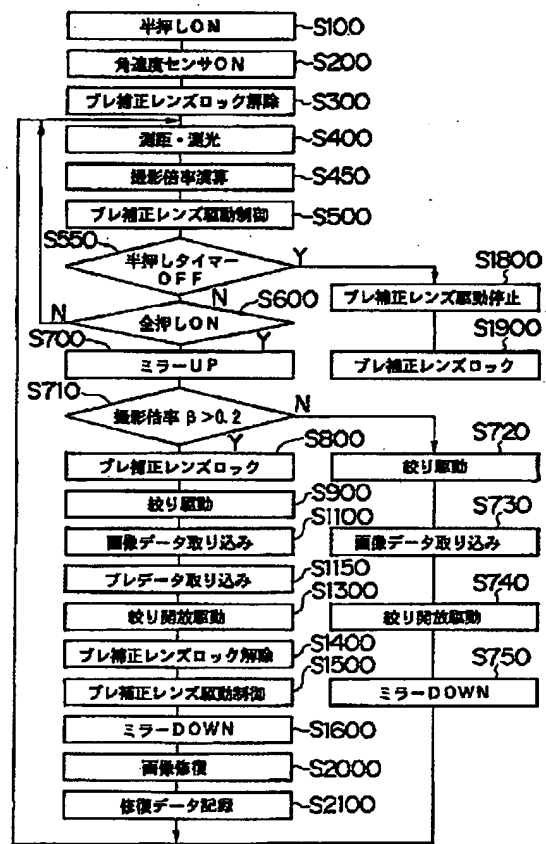 半押しON S100
角速度センサON S200
ブレ補正レンズロック解除 S300
測距・測光 S400
撮影倍率演算 S450
ブレ補正レンズ駆動制御 S500
S550
半押しタイマー
OFF
Y
N
S1800
ブレ補正レンズ駆動停止
S600
全押しON
N
Y
S1900
ブレ補正レンズロック
S700
ミラーUP
S710
撮影倍率 β>0.2
N
Y
S800
ブレ補正レンズロック
S720
絞り駆動
S900
絞り駆動
S1100
画像データ取り込み
S730
画像データ取り込み
S1150
ブレデータ取り込み
S1300
絞り開放駆動
S740
絞り開放駆動
S1400
ブレ補正レンズロック解除
S1500
ブレ補正レンズ駆動制御
S750
ミラーDOWN
ミラーDOWN S1600
画像修復 S2000
修復データ記録 S2100